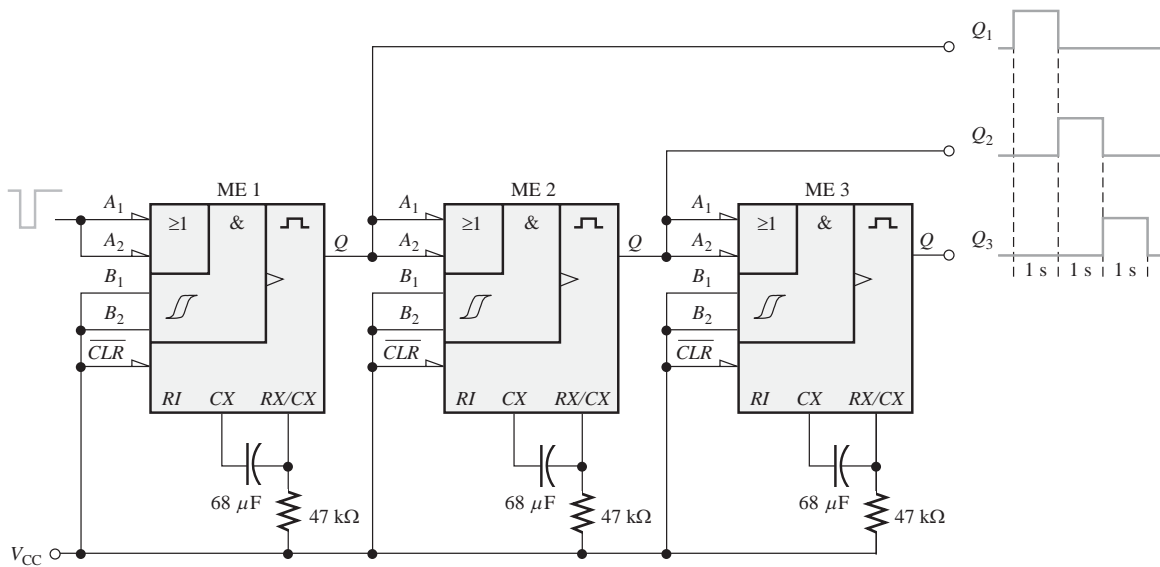 Q1
Q2
ME 1
ME 2
ME 3
A1
≥1
&
A1
≥1
&
A1
≥1
&
A2
Q
A2
Q
A2
Q
Q3
B1
B1
B1
1 s
1 s
1 s
B2
B2
B2
CLR
CLR
CLR
RI
CX
RX/CX
RI
CX
RX/CX
RI
CX
RX/CX
68 μF
47 kΩ
68 μF
47 kΩ
68 μF
47 kΩ
VCC